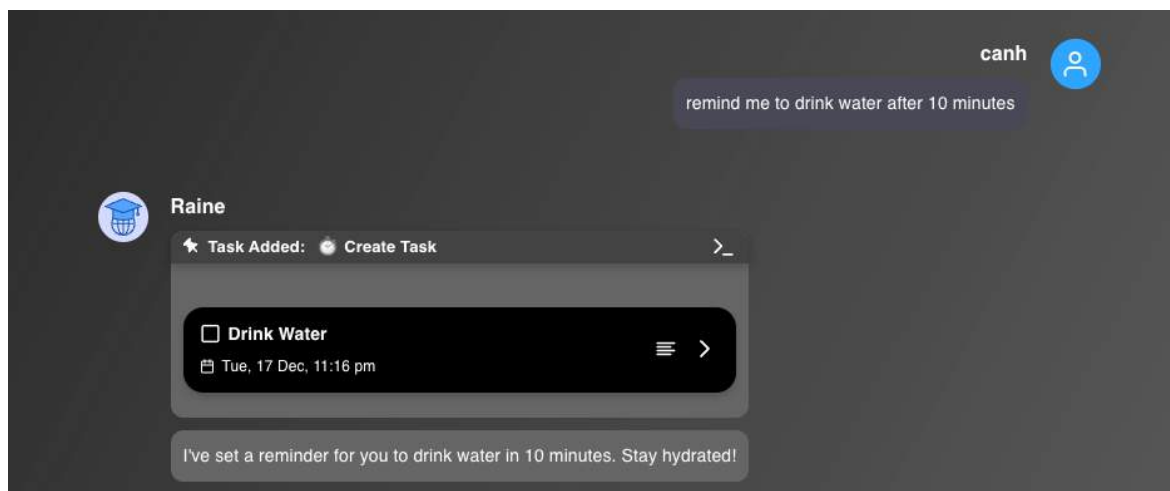 canh
remind me to drink water after 10 minutes
Raine
Task Added: Create Task
Drink Water
Tue, 17 Dec, 11:16 pm
I've set a reminder for you to drink water in 10 minutes. Stay hydrated!